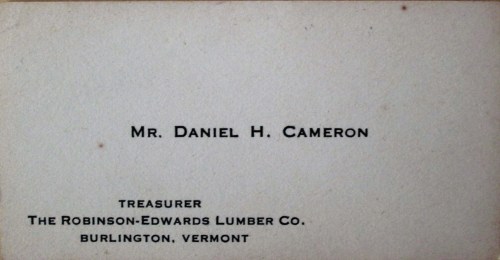 Mr. Daniel H. Cameron
Treasurer
The Robinson-Edwards Lumber Co.
Burlington, Vermont